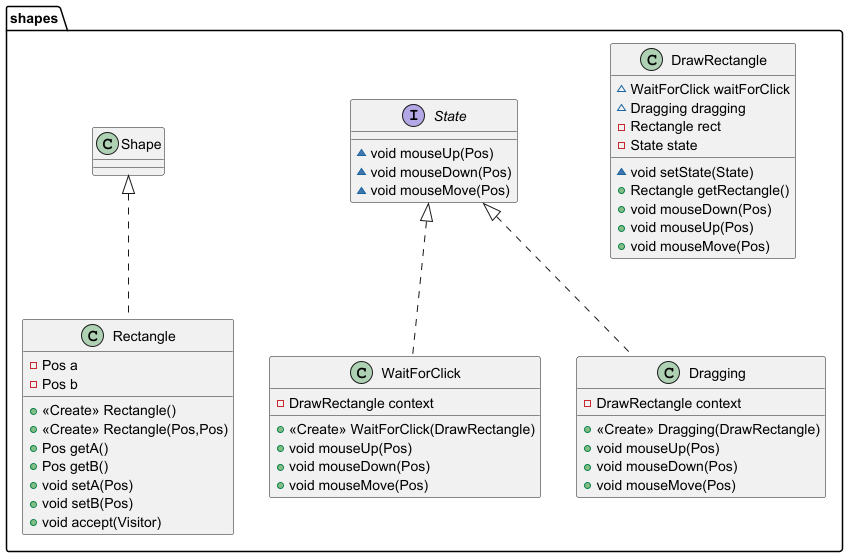 shapes
C Shape
C Rectangle
Pos a
Pos b
«Create» Rectangle()
«Create» Rectangle(Pos,Pos)
Pos getA()
Pos getB()
void setA(Pos)
void setB(Pos)
void accept(Visitor)
I State
void mouseUp(Pos)
void mouseDown(Pos)
void mouseMove(Pos)
C WaitForClick
DrawRectangle context
«Create» WaitForClick(DrawRectangle)
void mouseUp(Pos)
void mouseDown(Pos)
void mouseMove(Pos)
C DrawRectangle
WaitForClick waitForClick
Dragging dragging
Rectangle rect
State state
void setState(State)
Rectangle getRectangle()
void mouseDown(Pos)
void mouseUp(Pos)
void mouseMove(Pos)
C Dragging
DrawRectangle context
«Create» Dragging(DrawRectangle)
void mouseUp(Pos)
void mouseDown(Pos)
void mouseMove(Pos)